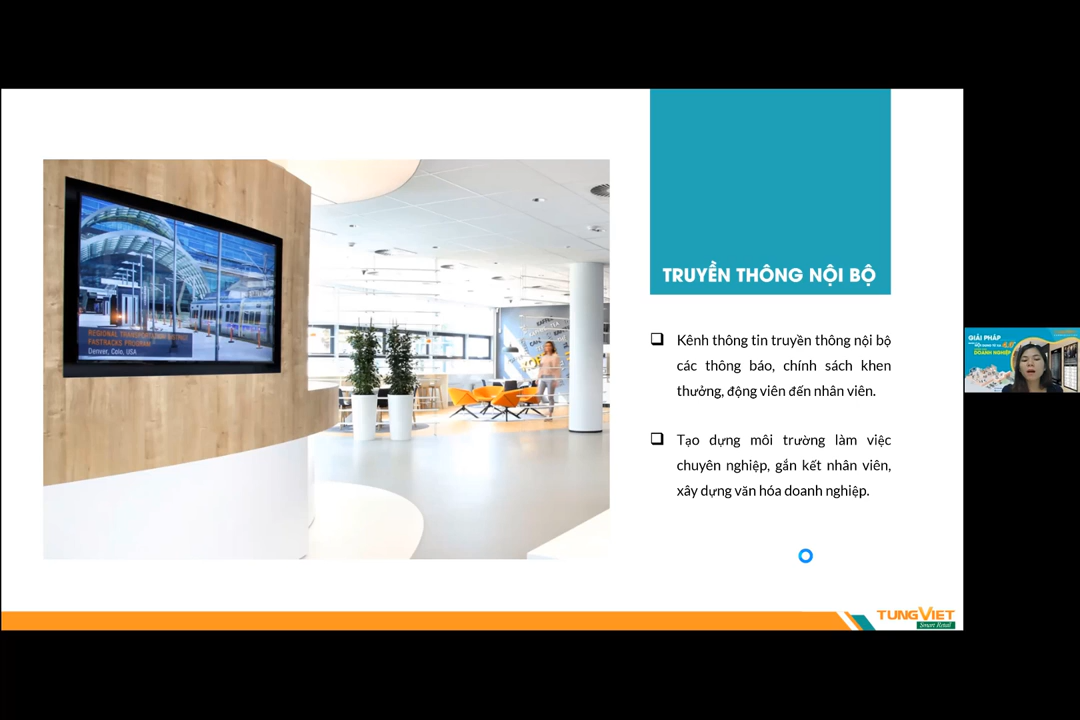 REGIONAL TRANSPORTATION DISTRICT
FASTRACKS PROGRAM
Denver, Colo, USA
TRUYỀN THÔNG NỘI BỘ
Kênh thông tin truyền thông nội bộ
các thông báo, chính sách khen
thưởng, động viên đến nhân viên.
Tạo dựng môi trường làm việc
chuyên nghiệp, gắn kết nhân viên,
xây dựng văn hóa doanh nghiệp.
GIẢI PHÁP
DOANH NGHIỆP
TUNGVIET
Smart Retail